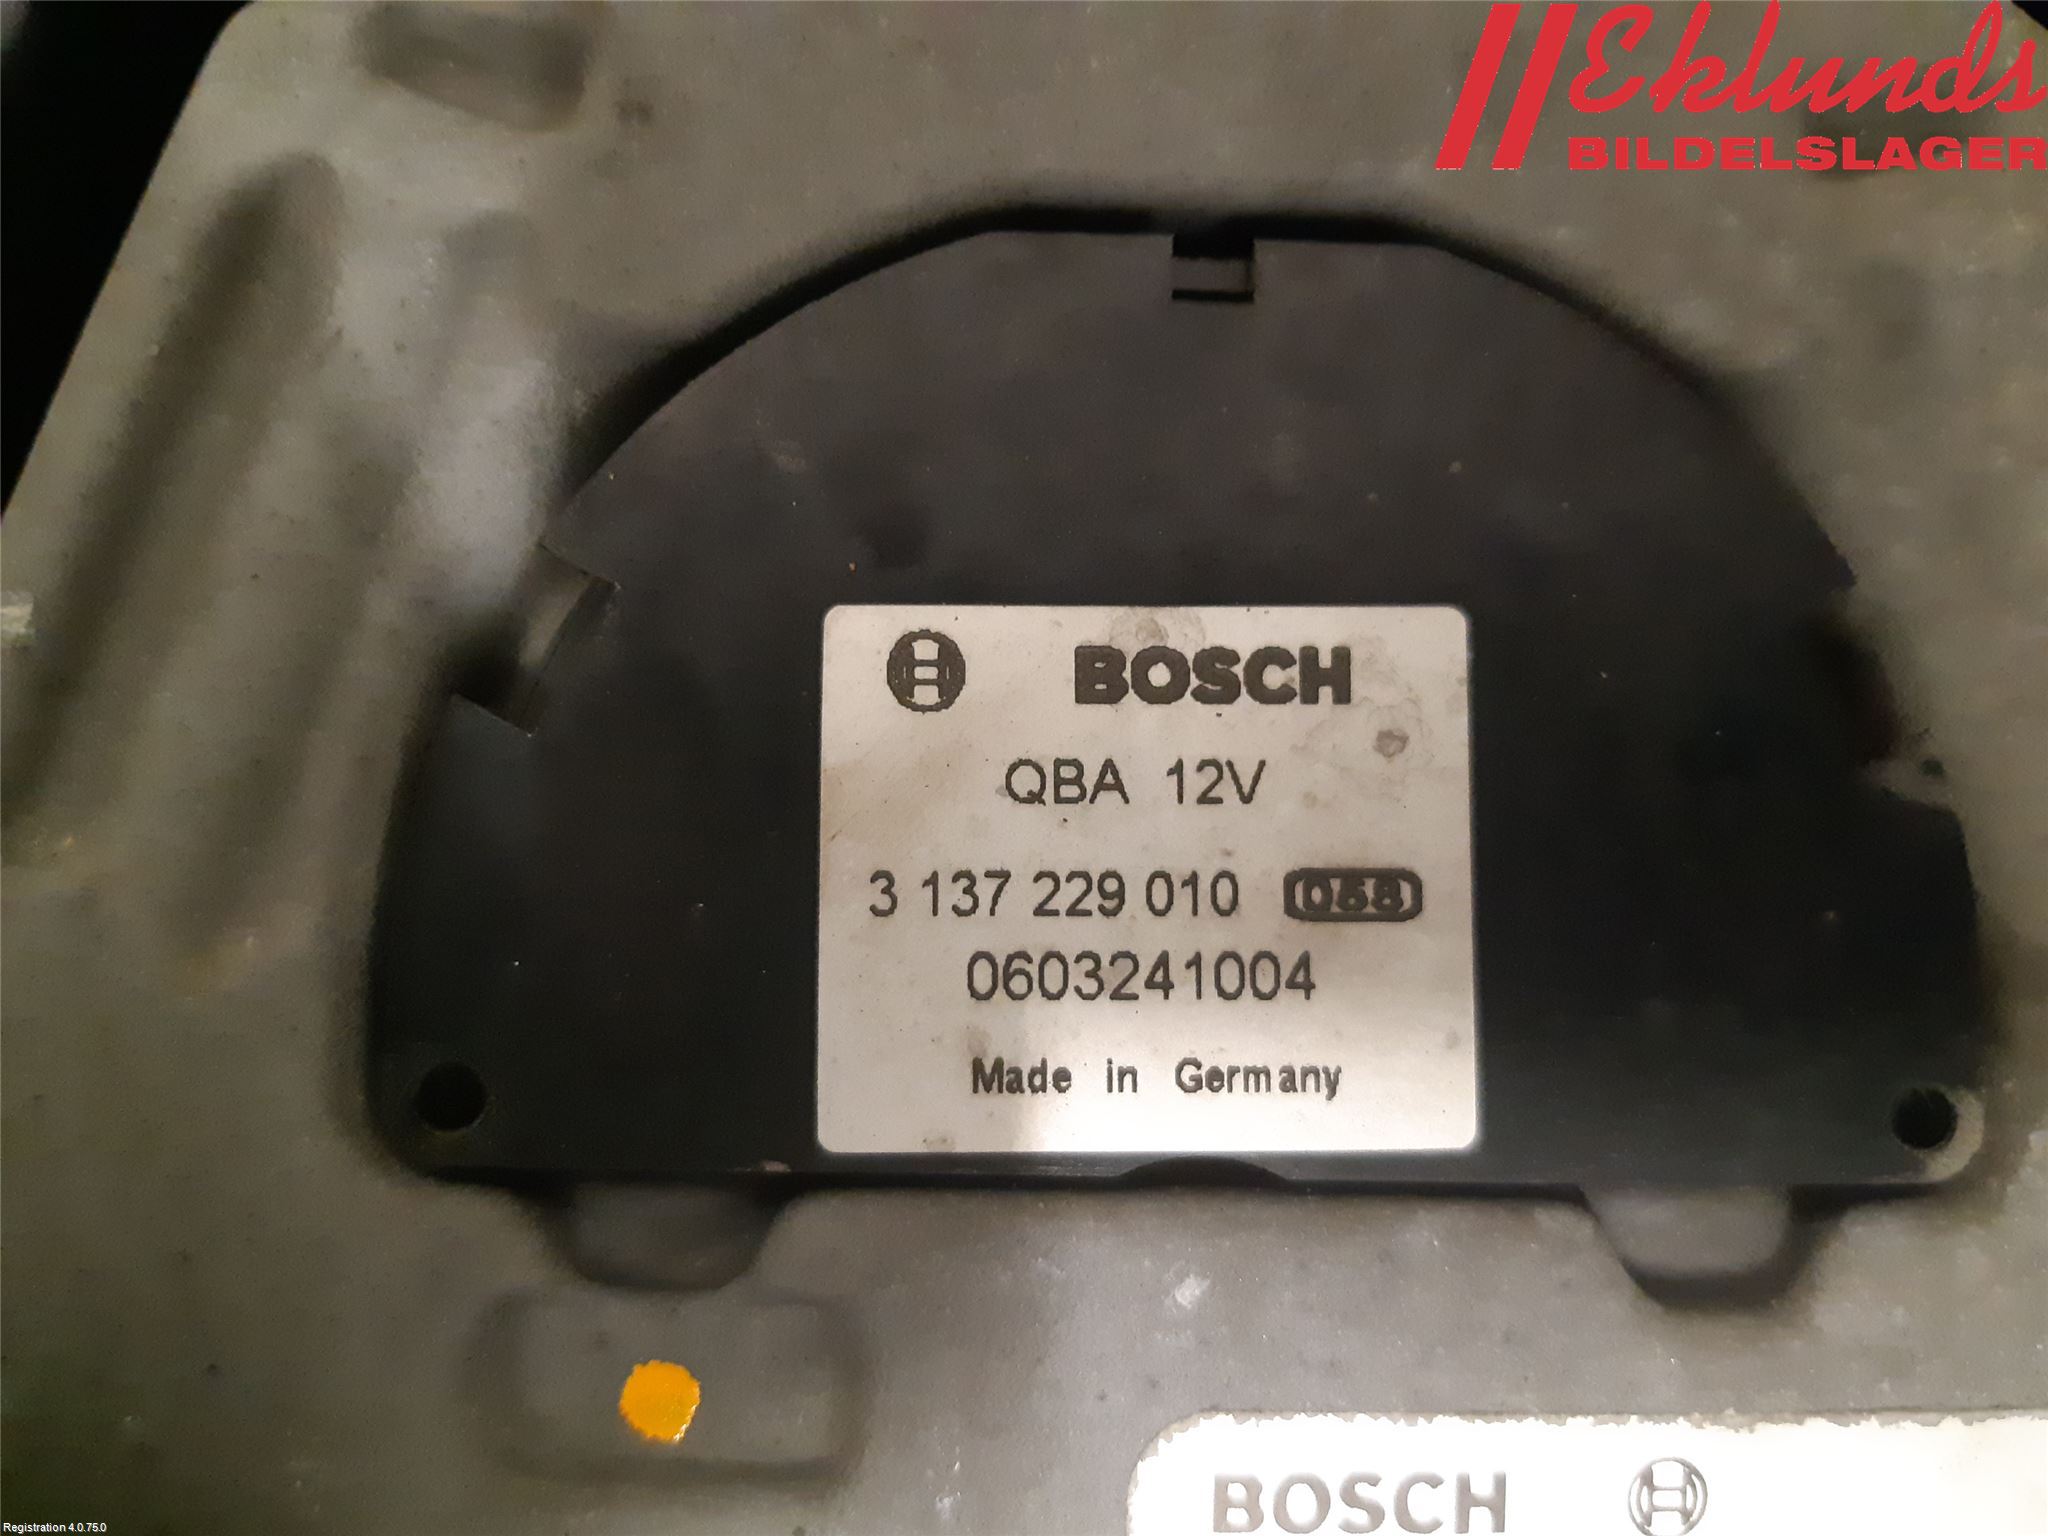 Eklunds
BILDELSLAGER
BOSCH
QBA 12V
3 137 229 010
0603241004
Made in Germany
BOSCH
Registration 4.0.75.0